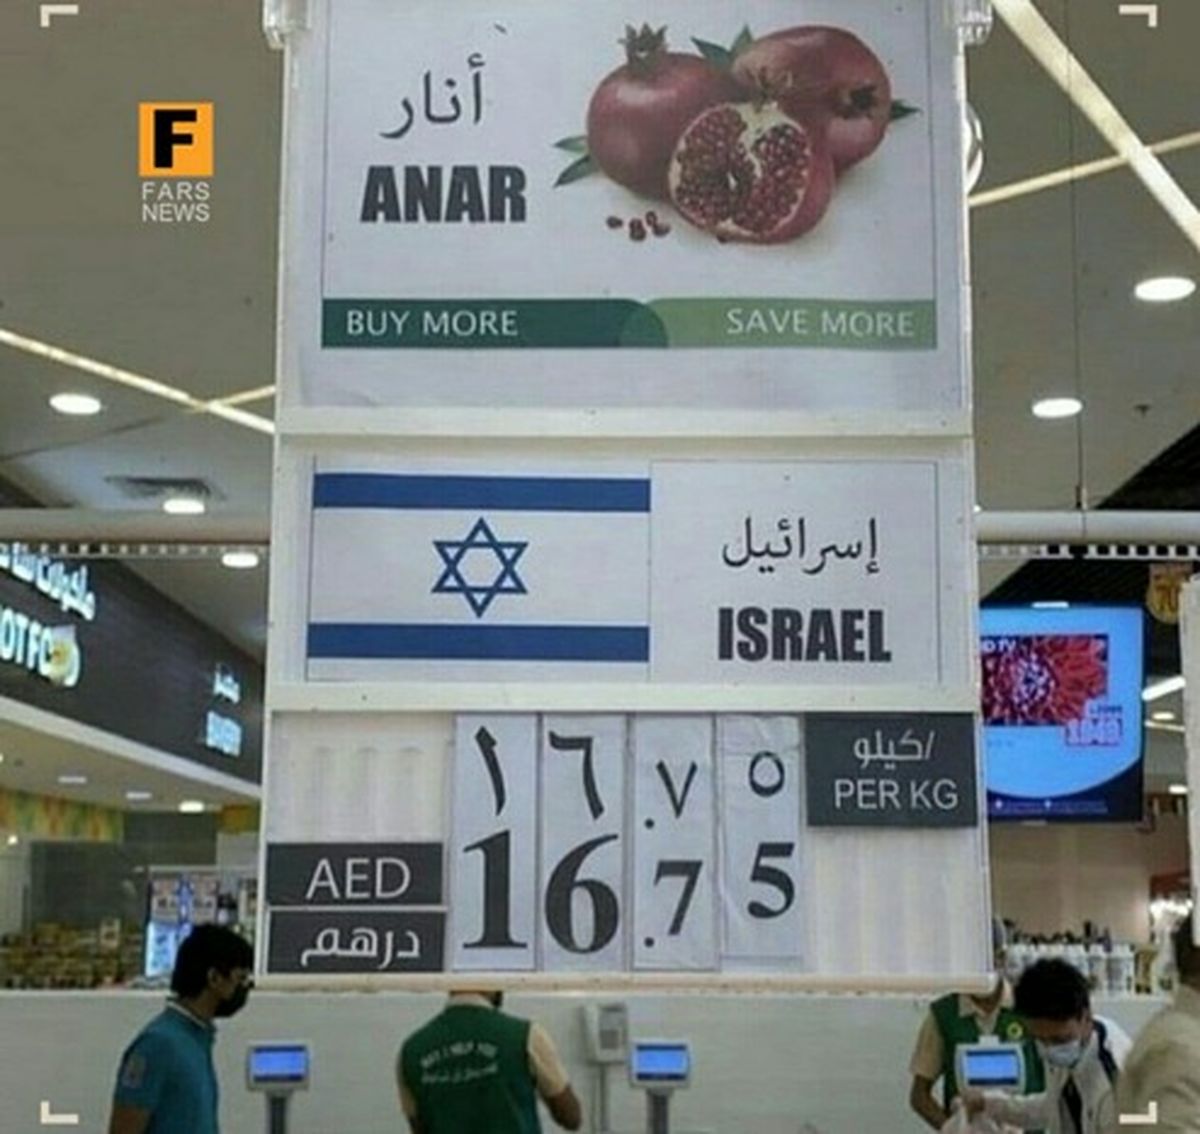 FARS
NEWS
أنار
ANAR
BUY MORE
SAVE MORE
إسرائيل
ISRAEL
١٦.٧٥
16.75
/كيلو
PER KG
AED
درهم